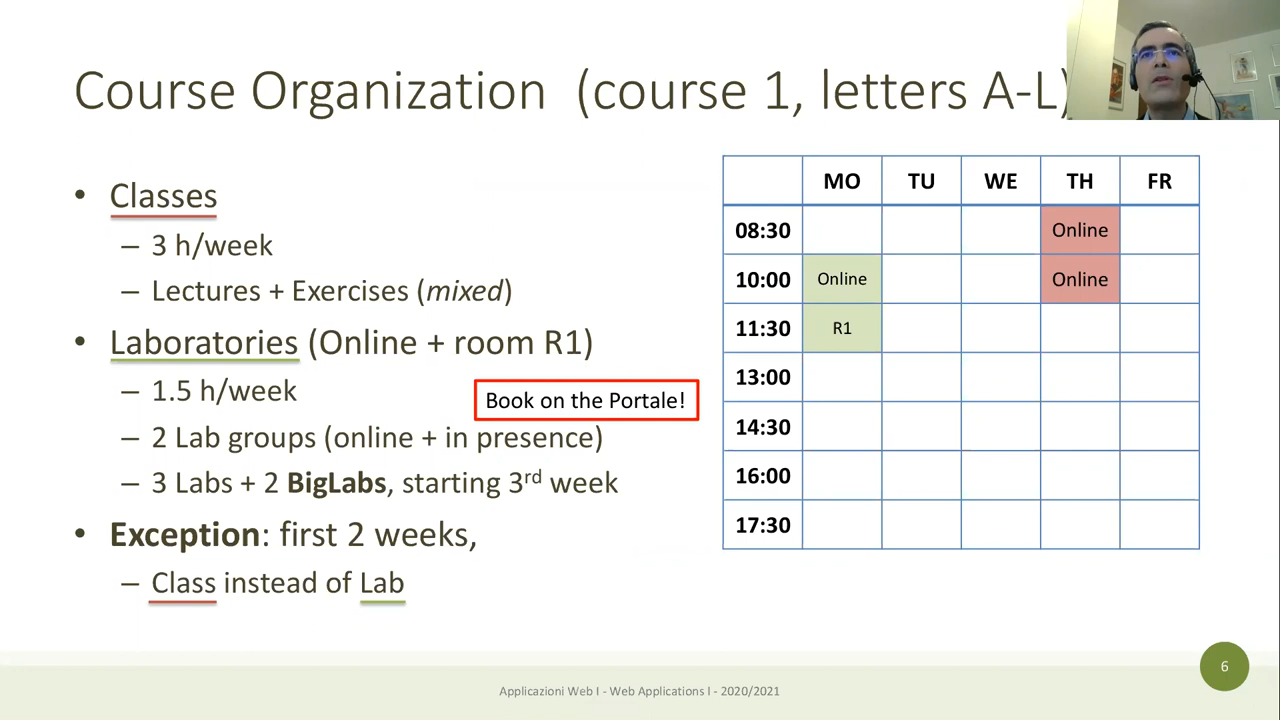 Course Organization (course 1, letters A-L)
• Classes
– 3 h/week
– Lectures + Exercises (mixed)
• Laboratories (Online + room R1)
– 1.5 h/week
Book on the Portale!
– 2 Lab groups (online + in presence)
– 3 Labs + 2 BigLabs, starting 3rd week
• Exception: first 2 weeks,
– Class instead of Lab
MO TU WE TH FR
08:30 Online
10:00 Online Online
11:30 R1
13:00
14:30
16:00
17:30
Applicazioni Web I - Web Applications I - 2020/2021
6